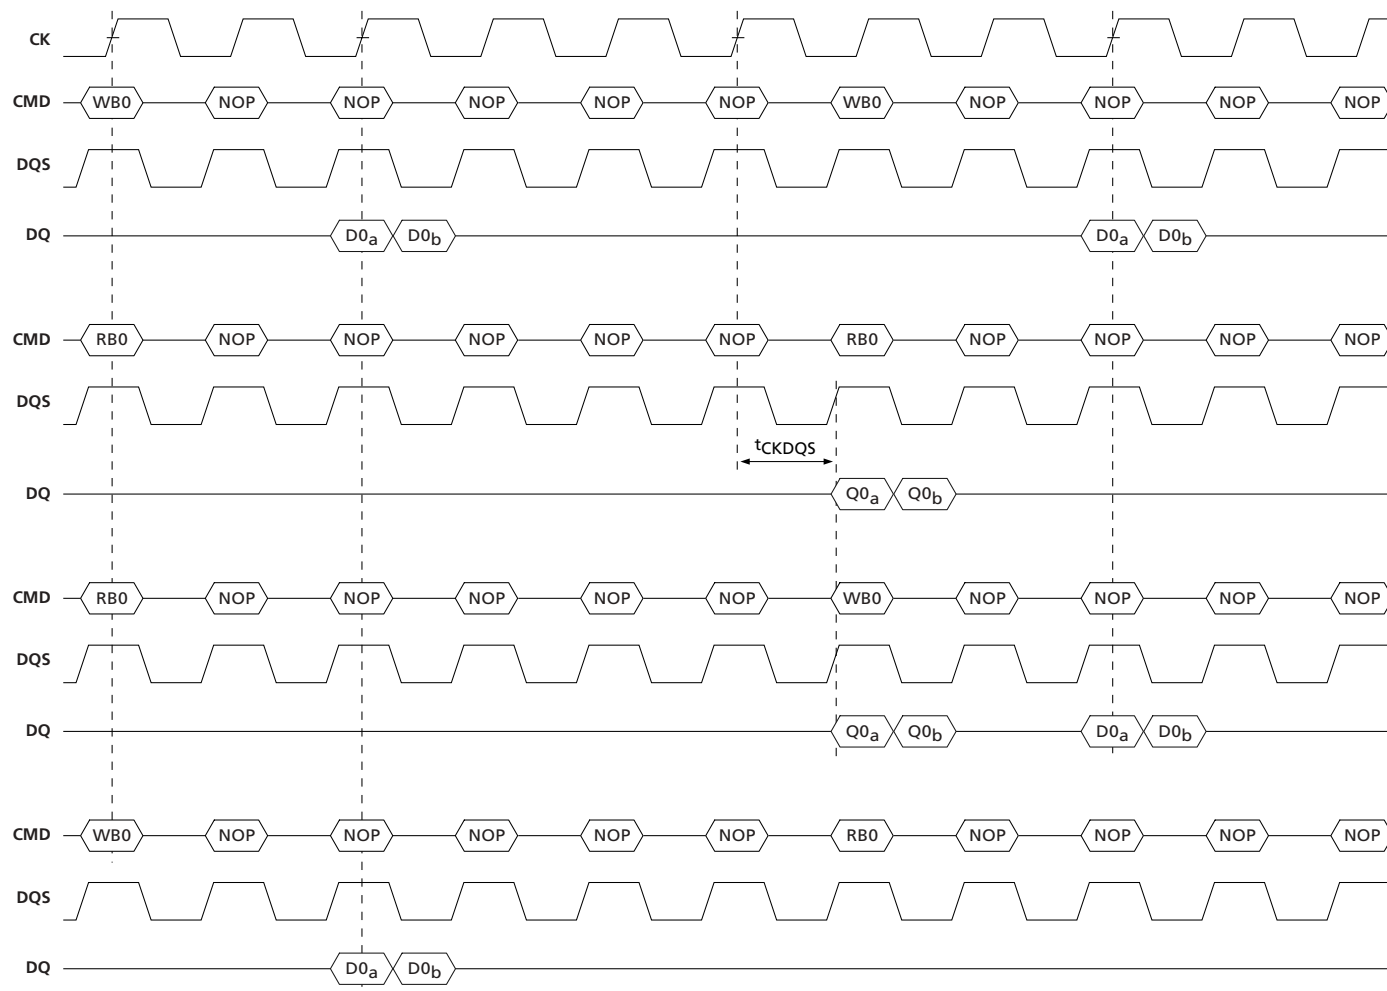 CK
CMD WB0 NOP NOP NOP NOP NOP WB0 NOP NOP NOP NOP
DQS
DQ D0a D0b D0a D0b
CMD RB0 NOP NOP NOP NOP NOP RB0 NOP NOP NOP NOP
DQS
tCKDQS
DQ Q0a Q0b
CMD RB0 NOP NOP NOP NOP NOP WB0 NOP NOP NOP NOP
DQS
DQ Q0a Q0b D0a D0b
CMD WB0 NOP NOP NOP NOP NOP RB0 NOP NOP NOP NOP
DQS
DQ D0a D0b